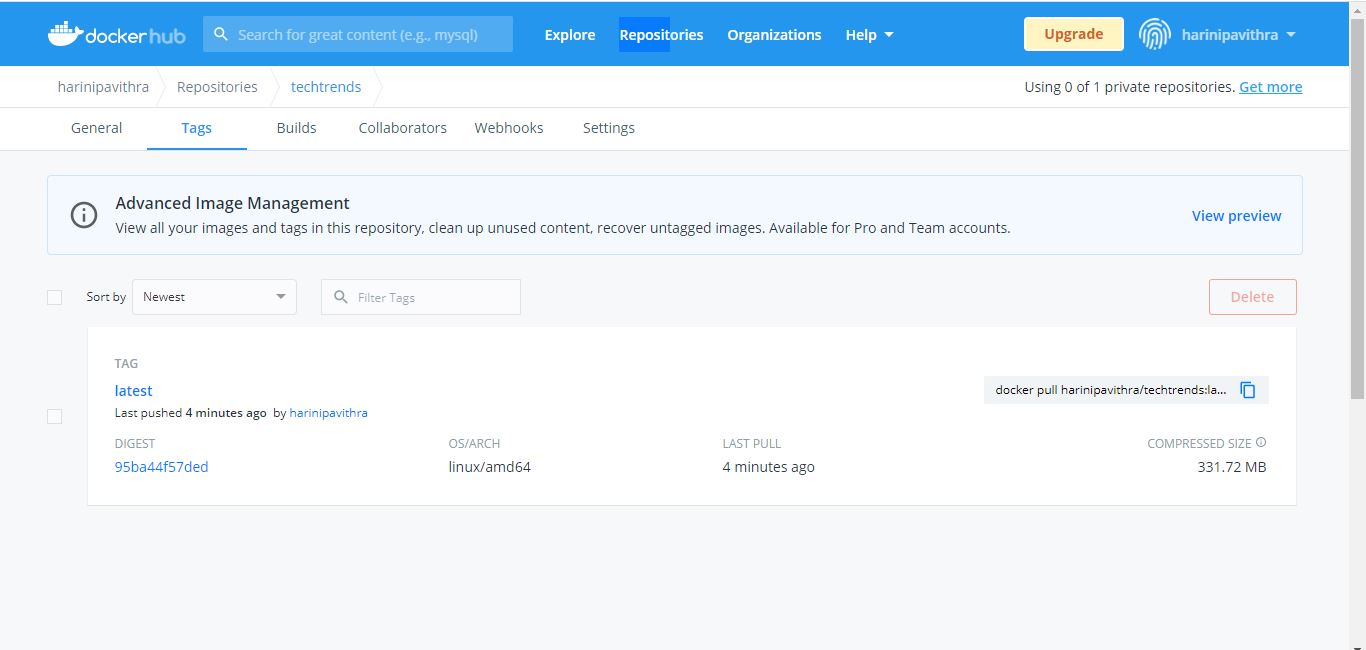 docker hub
Search for great content (e.g., mysql)
Explore
Repositories
Organizations
Help
Upgrade
harinipavithra
harinipavithra
Repositories
techtrends
Using 0 of 1 private repositories. Get more
General
Tags
Builds
Collaborators
Webhooks
Settings
Advanced Image Management
View all your images and tags in this repository, clean up unused content, recover untagged images. Available for Pro and Team accounts.
View preview
Sort by
Newest
Filter Tags
Delete
TAG
latest
docker pull harinipavithra/techtrends:la...
Last pushed 4 minutes ago by harinipavithra
DIGEST
OS/ARCH
LAST PULL
COMPRESSED SIZE
95ba44f57ded
linux/amd64
4 minutes ago
331.72 MB